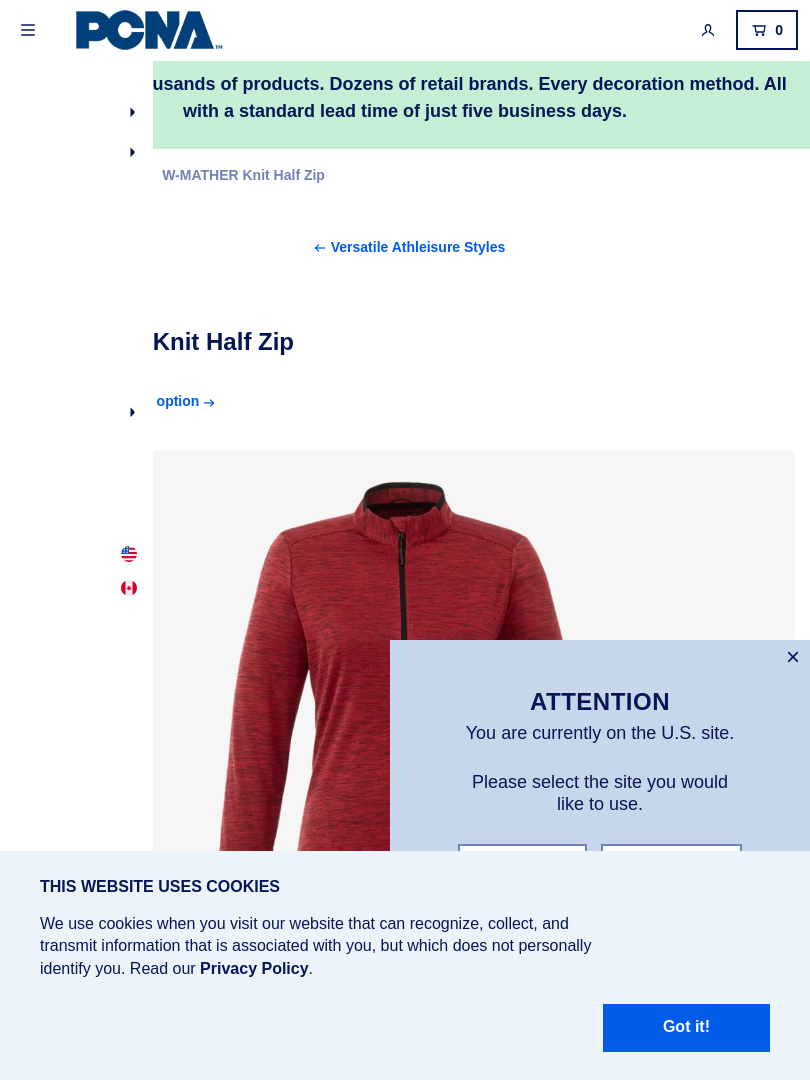 PCNA™
0
usands of products. Dozens of retail brands. Every decoration method. All
with a standard lead time of just five business days.
W-MATHER Knit Half Zip
← Versatile Athleisure Styles
Knit Half Zip
option →
ATTENTION
You are currently on the U.S. site.
Please select the site you would
like to use.
THIS WEBSITE USES COOKIES
We use cookies when you visit our website that can recognize, collect, and
transmit information that is associated with you, but which does not personally
identify you. Read our Privacy Policy.
Got it!